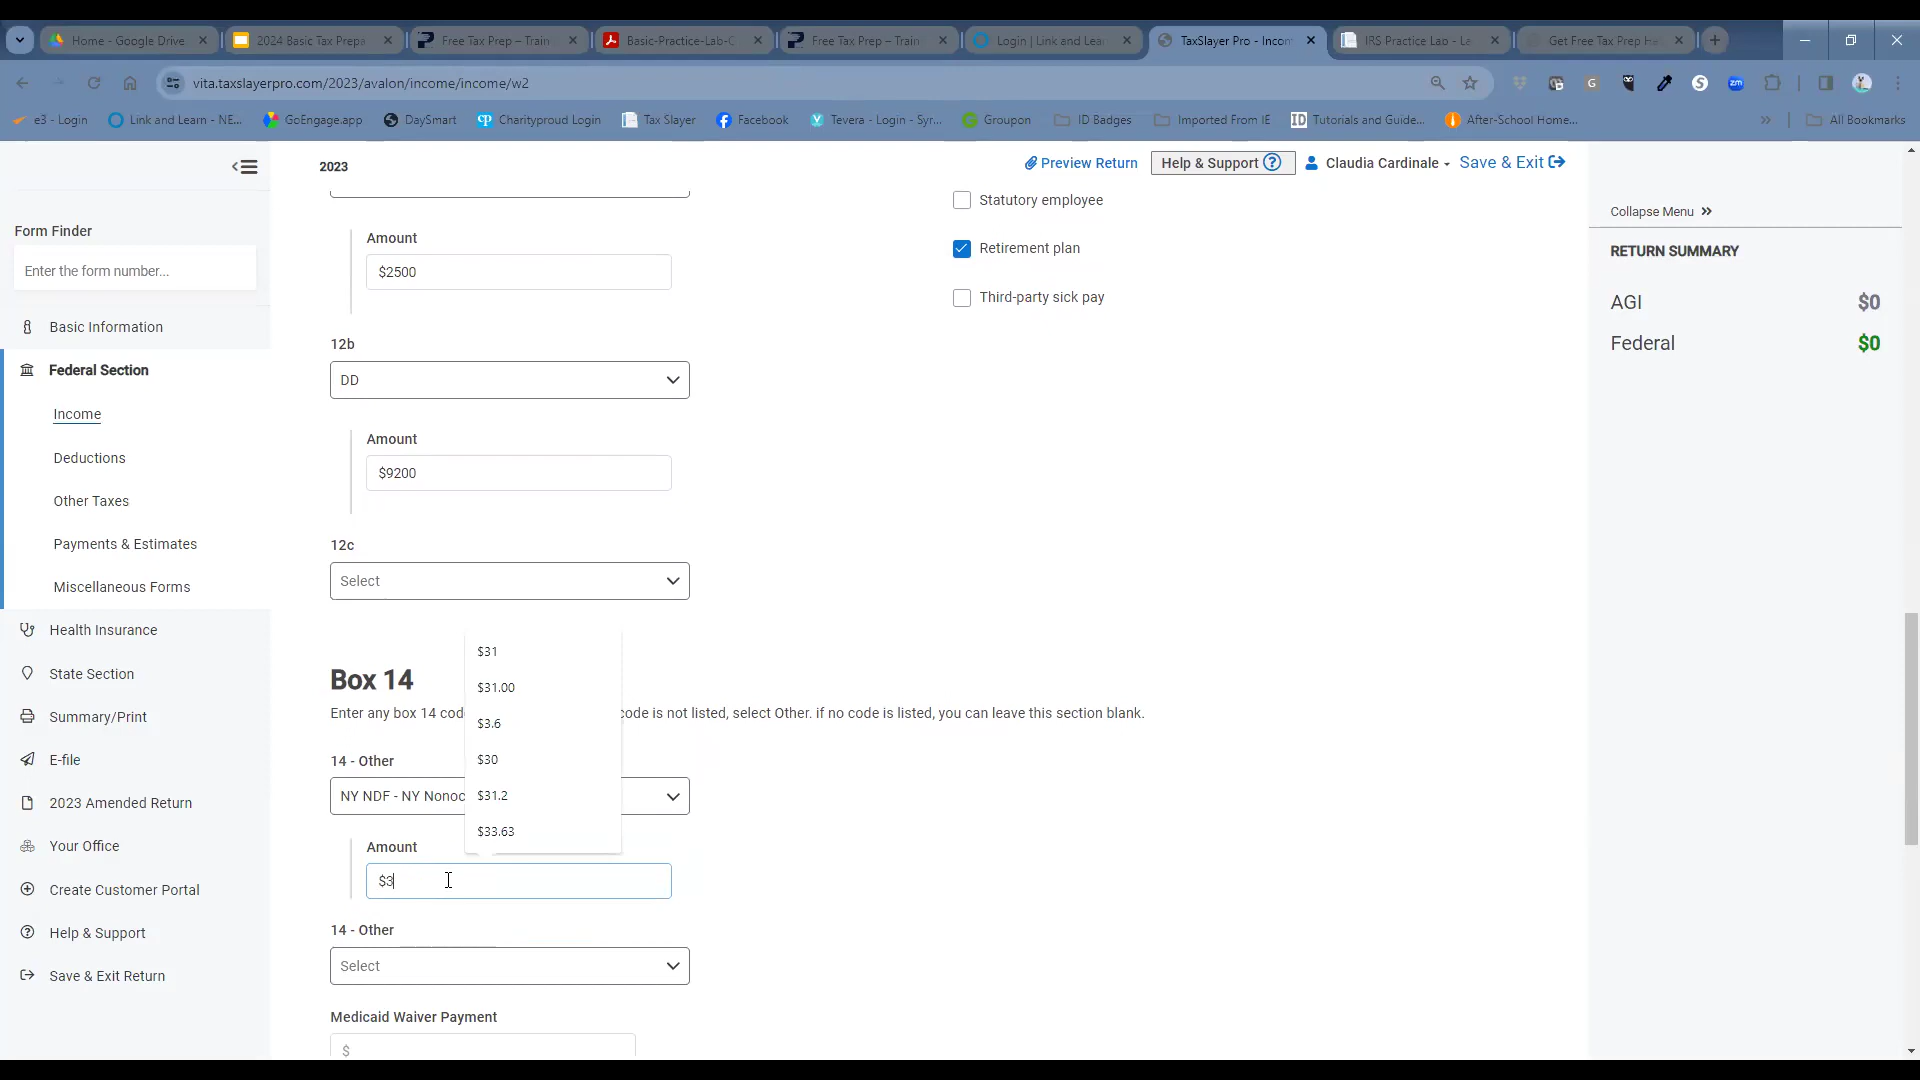 Home - Google Drive
2024 Basic Tax Prepa
Free Tax Prep – Train
Basic-Practice-Lab-C
Free Tax Prep – Train
Login | Link and Lea
TaxSlayer Pro - Incom
IRS Practice Lab - La
Get Free Tax Prep He
vita.taxslayerpro.com/2023/avalon/income/income/w2
e3 - Login
Link and Learn - NE...
GoEngage.app
DaySmart
Charityproud Login
Tax Slayer
Facebook
Tevera - Login - Syr...
Groupon
ID Badges
Imported From IE
Tutorials and Guide...
After-School Home...
All Bookmarks
2023
Preview Return
Help & Support
Claudia Cardinale
Save & Exit
Form Finder
Enter the form number...
Basic Information
Federal Section
Income
Deductions
Other Taxes
Payments & Estimates
Miscellaneous Forms
Health Insurance
State Section
Summary/Print
E-file
2023 Amended Return
Your Office
Create Customer Portal
Help & Support
Save & Exit Return
Amount
$2500
12b
DD
Amount
$9200
12c
Select
Box 14
Enter any box 14 cod code is not listed, select Other. if no code is listed, you can leave this section blank.
14 - Other
NY NDF - NY Nonoc
Amount
$3
$31
$31.00
$3.6
$30
$31.2
$33.63
14 - Other
Select
Medicaid Waiver Payment
$
Statutory employee
Retirement plan
Third-party sick pay
Collapse Menu
RETURN SUMMARY
AGI $0
Federal $0